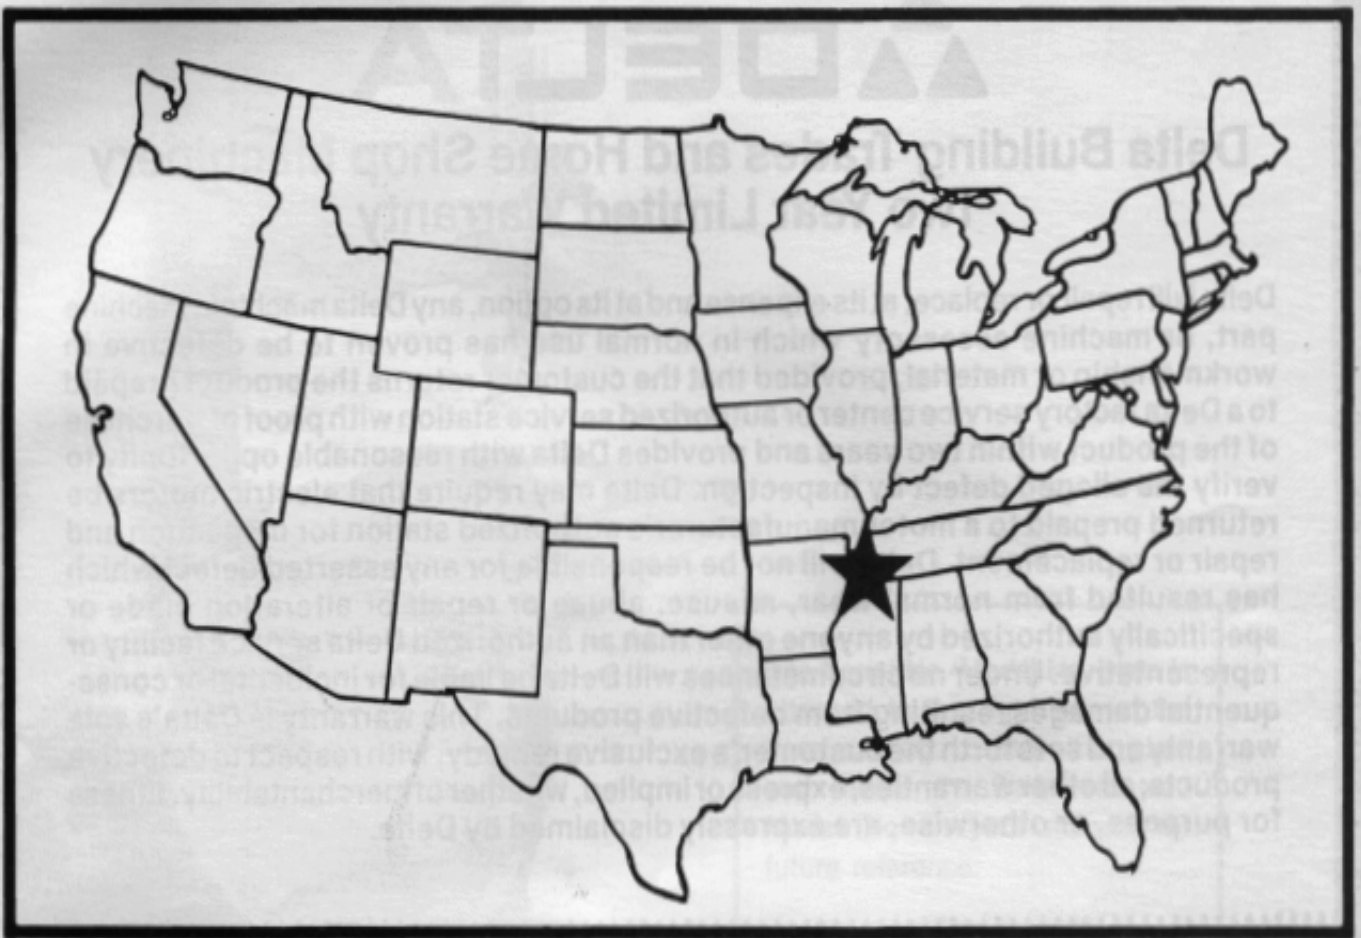 DELTA
Delta Building Trades and Home Shop Machinery
Two Year Limited Warranty
Delta will repair or replace, at its expense and at its option, any Delta machine, machine
part, or machine accessory which in normal use has proven to be defective in
workmanship or material, provided that the customer returns the product prepaid
to a Delta factory service center or authorized service station with proof of purchase
of the product within two years and provides Delta with reasonable opportunity to
verify the alleged defect by inspection. Delta may require that electric motors be
returned prepaid to a motor manufacturer's authorized station for inspection and
repair or replacement. Delta will not be responsible for any asserted defect which
has resulted from normal wear, misuse, abuse or repair or alteration made or
specifically authorized by anyone other than an authorized Delta service facility or
representative. Under no circumstances will Delta be liable for incidental or conse-
quential damages resulting from defective products. This warranty is Delta's sole
warranty and sets forth the customer's exclusive remedy, with respect to defective
products; all other warranties, express or implied, whether of merchantability, fitness
for purpose, or otherwise, are expressly disclaimed by Delta.
future reference.